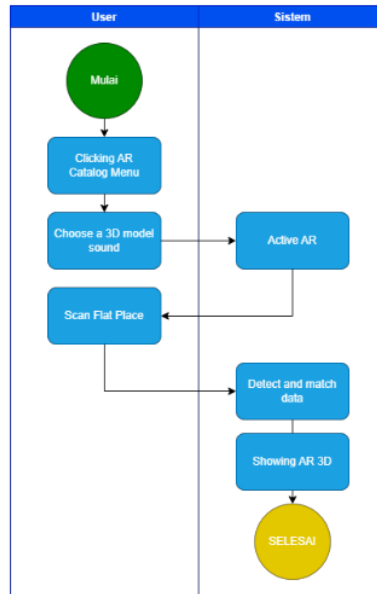 User
Sistem
Mulai
Clicking AR
Catalog Menu
Choose a 3D model
sound
Active AR
Scan Flat Place
Detect and match
data
Showing AR 3D
SELESAI